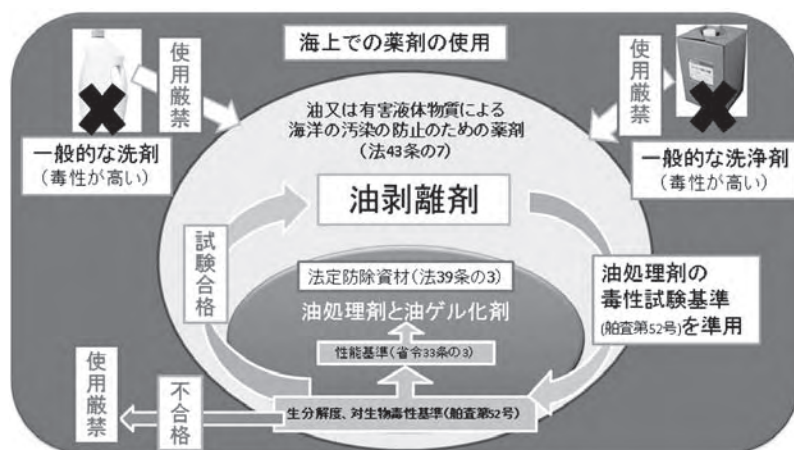 海上での薬剤の使用
使用厳禁
一般的な洗剤
(毒性が高い)
使用厳禁
一般的な洗浄剤
(毒性が高い)
油又は有害液体物質による
海洋の汚染の防止のための薬剤
(法43条の7)
油剥離剤
試験合格
油処理剤の
毒性試験基準
(舶査第52号)を準用
法定防除資材(法39条の3)
油処理剤と油ゲル化剤
性能基準(省令33条の3)
生分解度、対生物毒性基準(舶査第52号)
不合格
使用厳禁